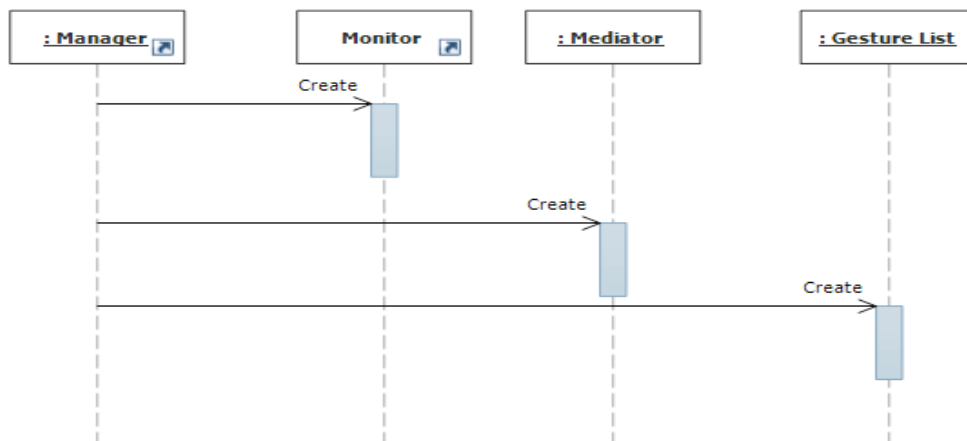 : Manager
Monitor
: Mediator
: Gesture List
Create
Create
Create